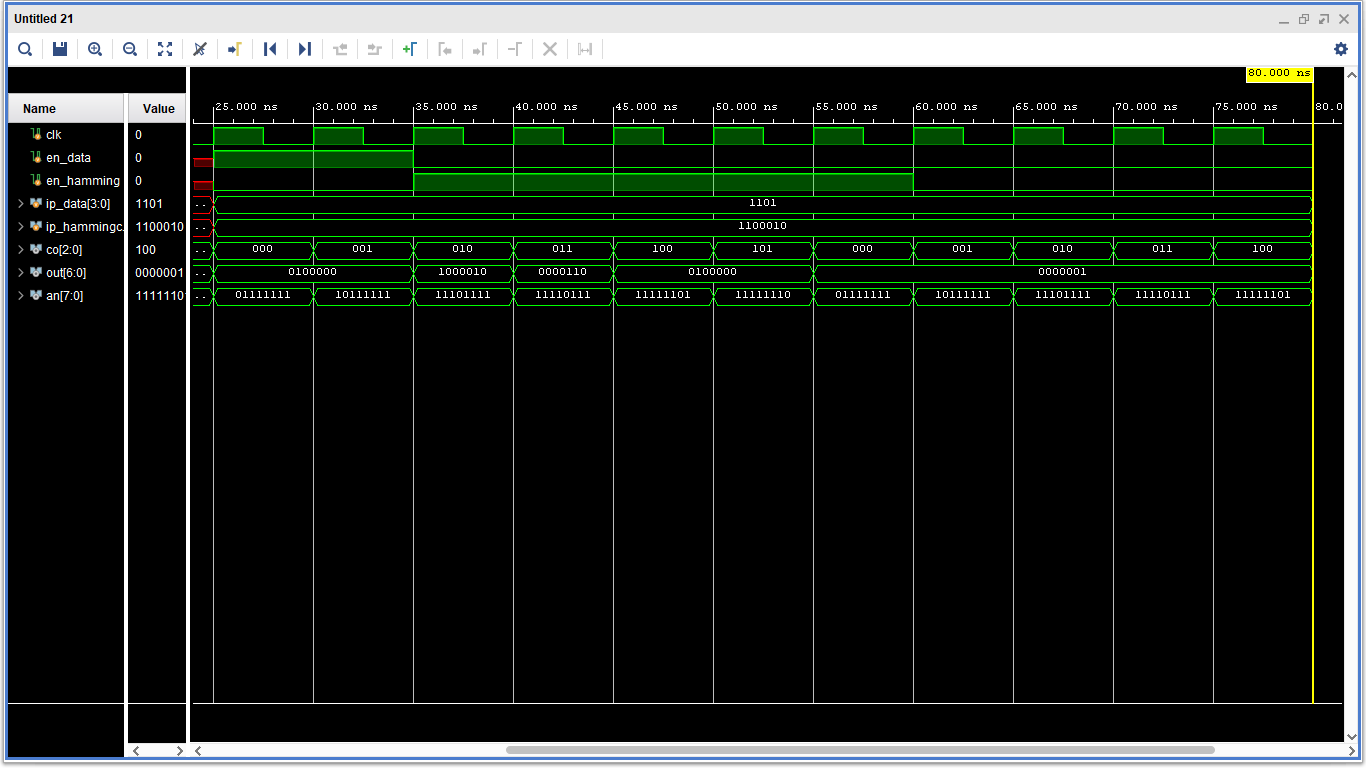 Untitled 21
80.000 ns
25.000 ns 30.000 ns 35.000 ns 40.000 ns 45.000 ns 50.000 ns 55.000 ns 60.000 ns 65.000 ns 70.000 ns 75.000 ns 80.0
Name Value
clk 0
en_data 0
en_hamming 0
ip_data[3:0] 1101 .. 1101
ip_hammingc. 1100010 .. 1100010
co[2:0] 100 .. 000 001 010 011 100 101 000 001 010 011 100
out[6:0] 0000001 .. 0100000 1000010 0000110 0100000 0000001
an[7:0] 11111101 .. 01111111 10111111 11101111 11110111 11111101 11111110 01111111 10111111 11101111 11110111 11111101